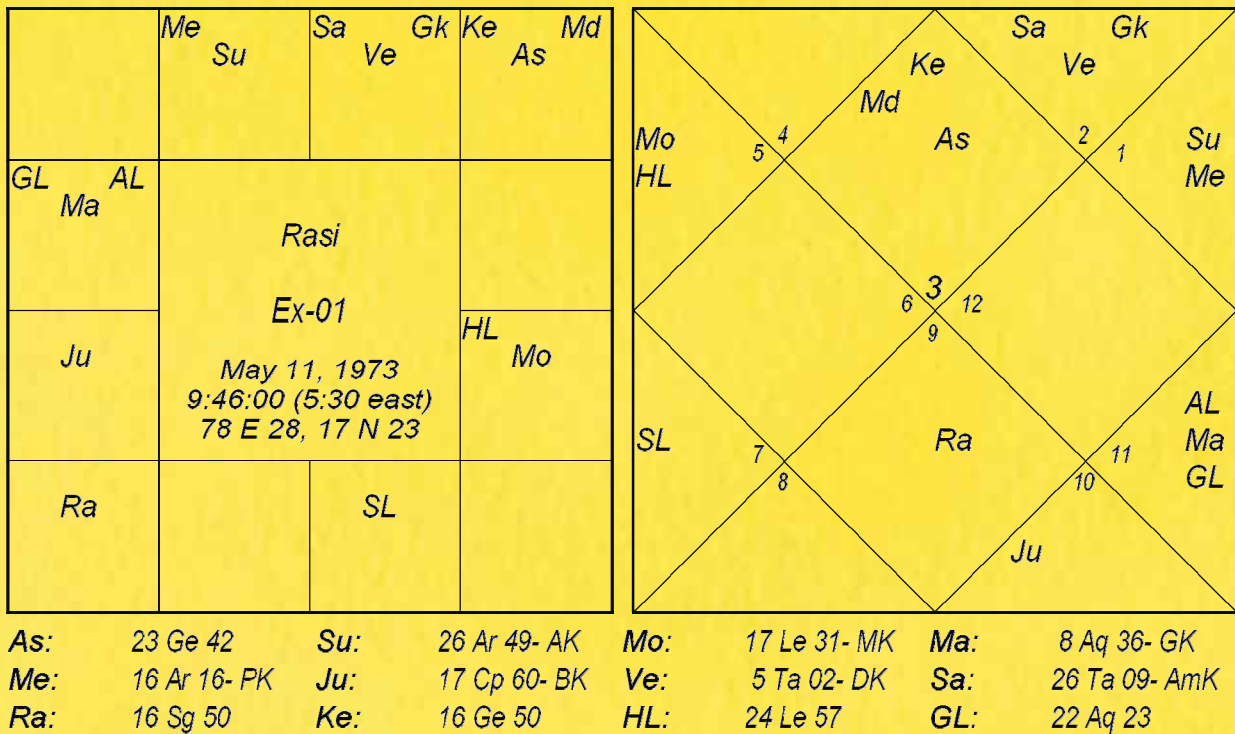 Me
Su
Sa Gk
Ve
Ke Md
As
GL AL
Ma
Rasi
Ex-01
May 11, 1973
9:46:00 (5:30 east)
78 E 28, 17 N 23
Ju
HL
Mo
Ra
SL
Sa Gk
Ve
Ke
Md
As
Mo
HL
4
5
2
1
Su
Me
3
6 12
9
SL
7
8
Ra
AL
Ma
GL
11
10
Ju
As: 23 Ge 42 Su: 26 Ar 49- AK Mo: 17 Le 31- MK Ma: 8 Aq 36- GK
Me: 16 Ar 16- PK Ju: 17 Cp 60- BK Ve: 5 Ta 02- DK Sa: 26 Ta 09- AmK
Ra: 16 Sg 50 Ke: 16 Ge 50 HL: 24 Le 57 GL: 22 Aq 23